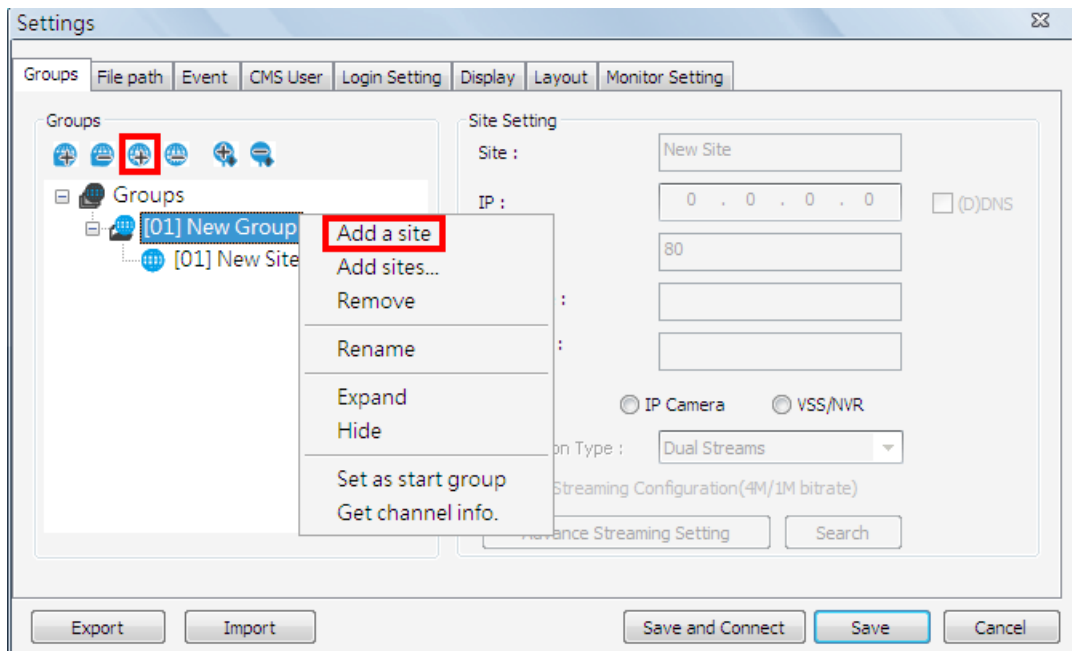 Settings
Groups File path Event CMS User Login Setting Display Layout Monitor Setting
Groups
Groups
[01] New Group
[01] New Site
Add a site
Add sites...
Remove
Rename
Expand
Hide
Set as start group
Get channel info.
Site Setting
Site : New Site
IP : 0 . 0 . 0 . 0 (D)DNS
80
:
:
IP Camera VSS/NVR
Type : Dual Streams
Streaming Configuration(4M/1M bitrate)
Streaming Setting Search
Export Import Save and Connect Save Cancel